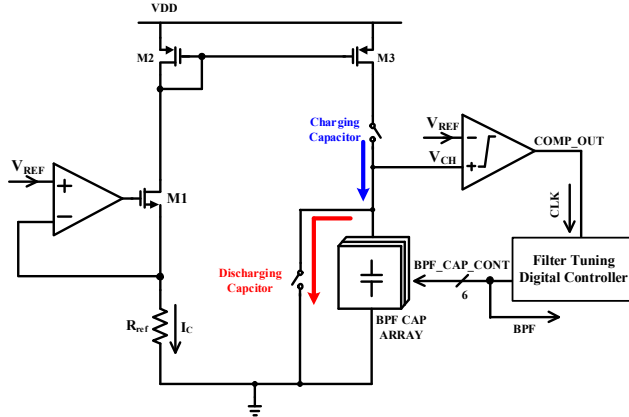 VDD
M2
M3
Charging
Capacitor
VREF
COMP_OUT
VCH
VREF
M1
CLK
Discharging
Capcitor
BPF_CAP_CONT
6
Filter Tuning
Digital Controller
BPF
BPF CAP
ARRAY
Rref
IC